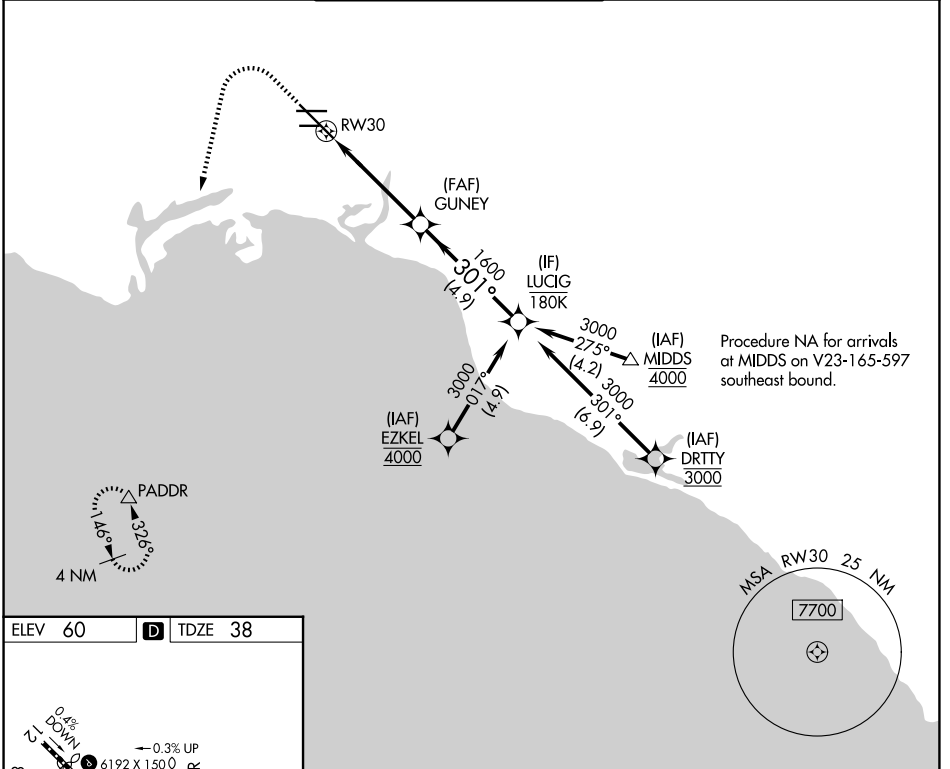 RW30
(FAF)
GUNEY
1600
301°
(4.9)
(IF)
LUCIG
180K
3000
275°
(4.2)
(IAF)
MIDDS
4000
Procedure NA for arrivals
at MIDDS on V23-165-597
southeast bound.
3000
017°
(4.9)
3000
301°
(6.9)
(IAF)
EZKEL
4000
(IAF)
DRTTY
3000
PADDR
146°
326°
4 NM
MSA RW30 25 NM
7700
ELEV 60
D
TDZE 38
0.4%
DOWN
12
0.3% UP
6192 X 150